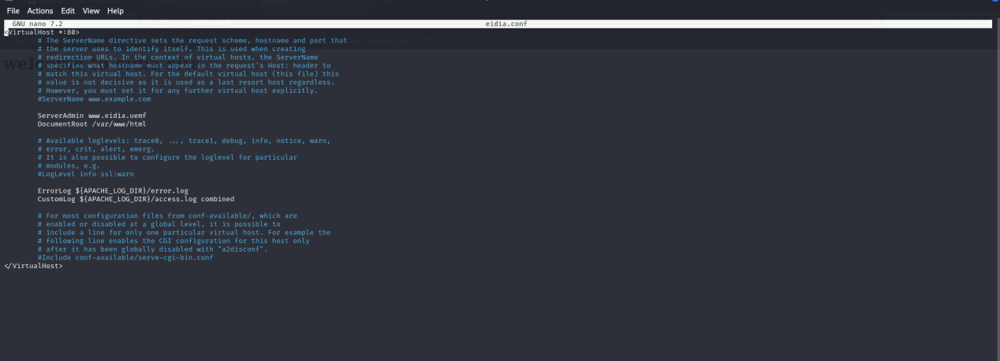 File Actions Edit View Help
GNU nano 7.2 eidia.conf
<VirtualHost *:80>
# The ServerName directive sets the request scheme, hostname and port that
# the server uses to identify itself. This is used when creating
# redirection URLs. In the context of virtual hosts, the ServerName
# specifies what hostname must appear in the request's Host: header to
# match this virtual host. For the default virtual host (this file) this
# value is not decisive as it is used as a last resort host regardless.
# However, you must set it for any further virtual host explicitly.
#ServerName www.example.com
ServerAdmin www.eidia.uemf
DocumentRoot /var/www/html
# Available loglevels: trace8, ..., trace1, debug, info, notice, warn,
# error, crit, alert, emerg.
# It is also possible to configure the loglevel for particular
# modules, e.g.
#LogLevel info ssl:warn
ErrorLog ${APACHE_LOG_DIR}/error.log
CustomLog ${APACHE_LOG_DIR}/access.log combined
# For most configuration files from conf-available/, which are
# enabled or disabled at a global level, it is possible to
# include a line for only one particular virtual host. For example the
# following line enables the CGI configuration for this host only
# after it has been globally disabled with "a2disconf".
#Include conf-available/serve-cgi-bin.conf
</VirtualHost>